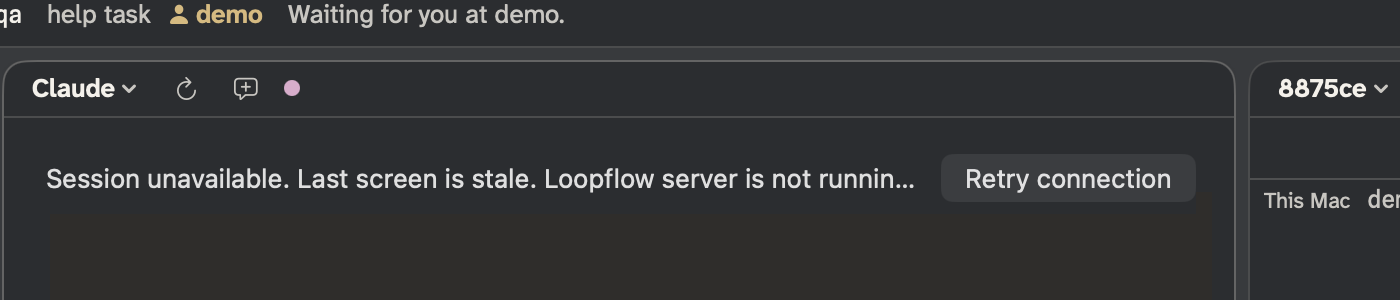 qa help task demo Waiting for you at demo.
Claude 8875ce
Session unavailable. Last screen is stale. Loopflow server is not runnin... Retry connection
This Mac